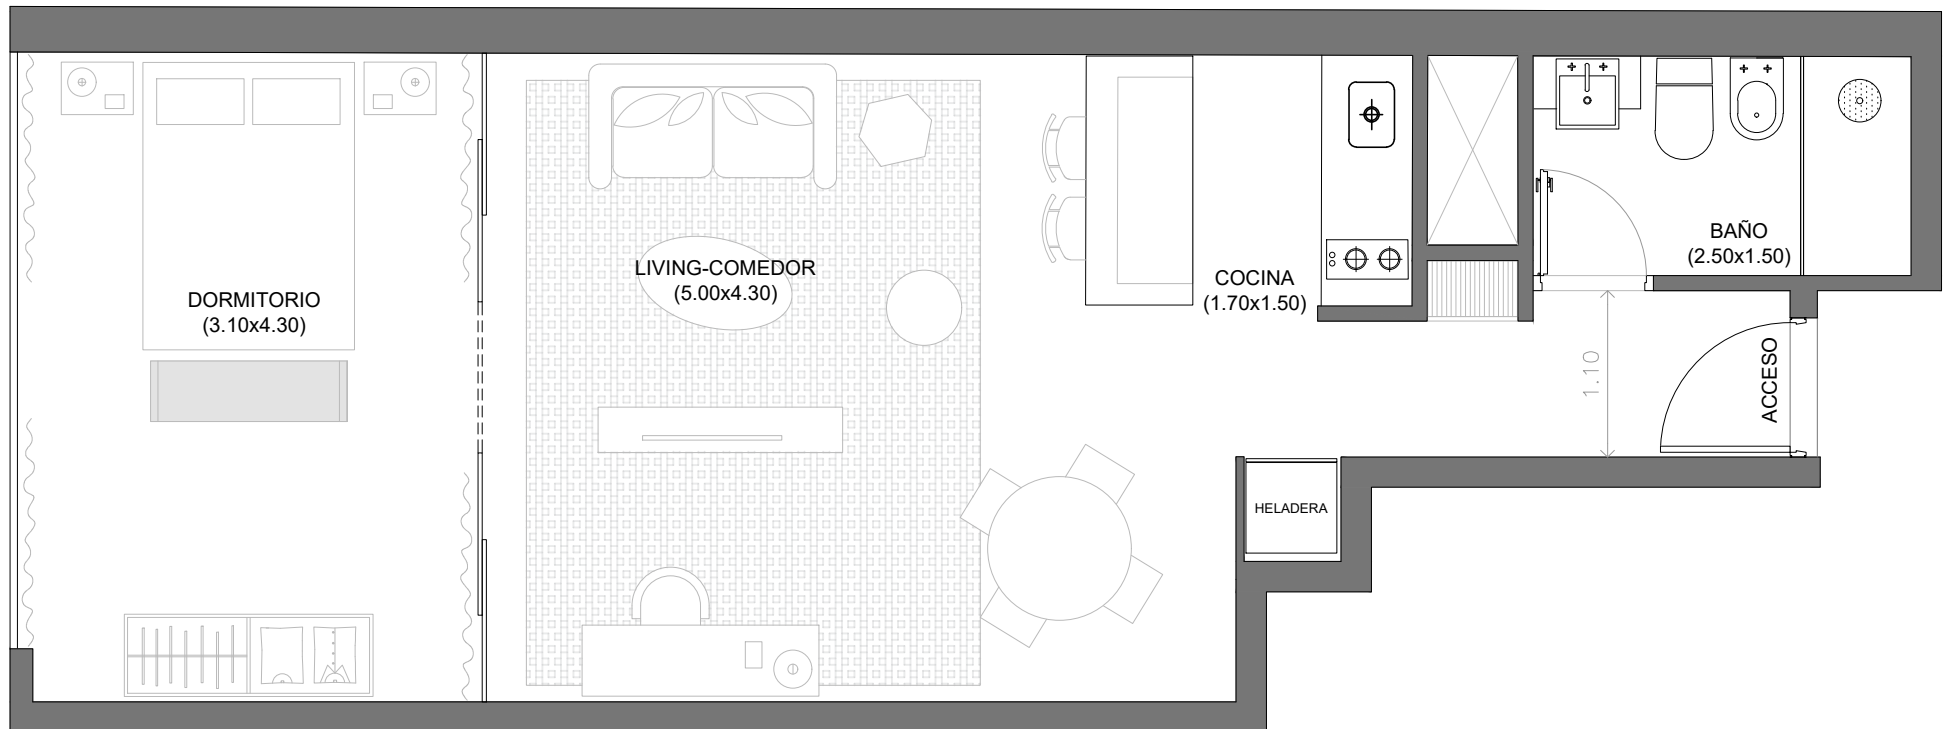 DORMITORIO
(3.10x4.30)
LIVING-COMEDOR
(5.00x4.30)
COCINA
(1.70x1.50)
BAÑO
(2.50x1.50)
1.10
ACCESO
HELADERA